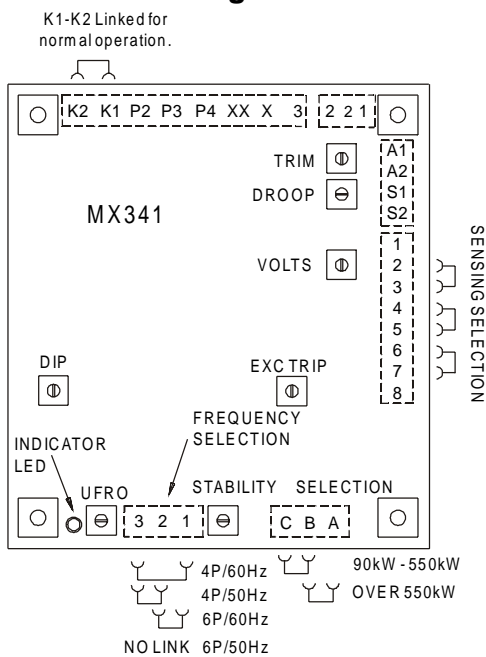 K1-K2 Linked for
normal operation.
K2 K1 P2 P3 P4 XX X 3 2 2 1
TRIM
DROOP
A1
A2
S1
S2
MX341
VOLTS
1
2
3
4
5
6
7
8
SENSING SELECTION
DIP
EXC TRIP
FREQUENCY
SELECTION
INDICATOR
LED
UFRO
STABILITY SELECTION
3 2 1
C B A
4P/60Hz
4P/50Hz
6P/60Hz
NO LINK 6P/50Hz
90kW - 550kW
OVER 550kW